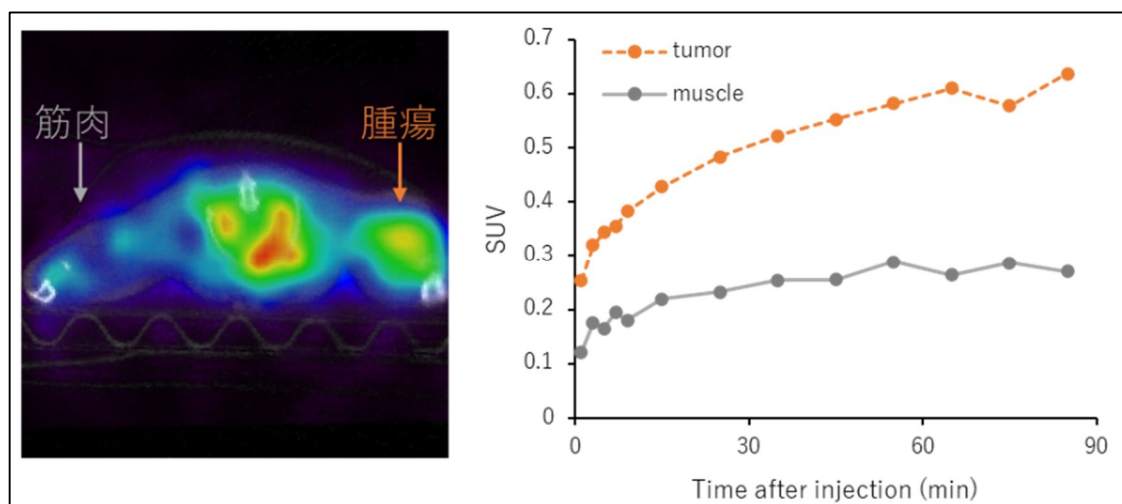 筋肉
腫瘍
0.7
0.6
0.5
0.4
0.3
0.2
0.1
0
SUV
tumor
muscle
0
30
60
90
Time after injection (min)